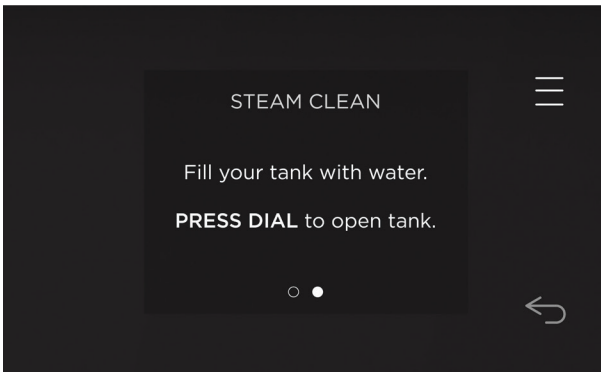 STEAM CLEAN
Fill your tank with water.
PRESS DIAL to open tank.